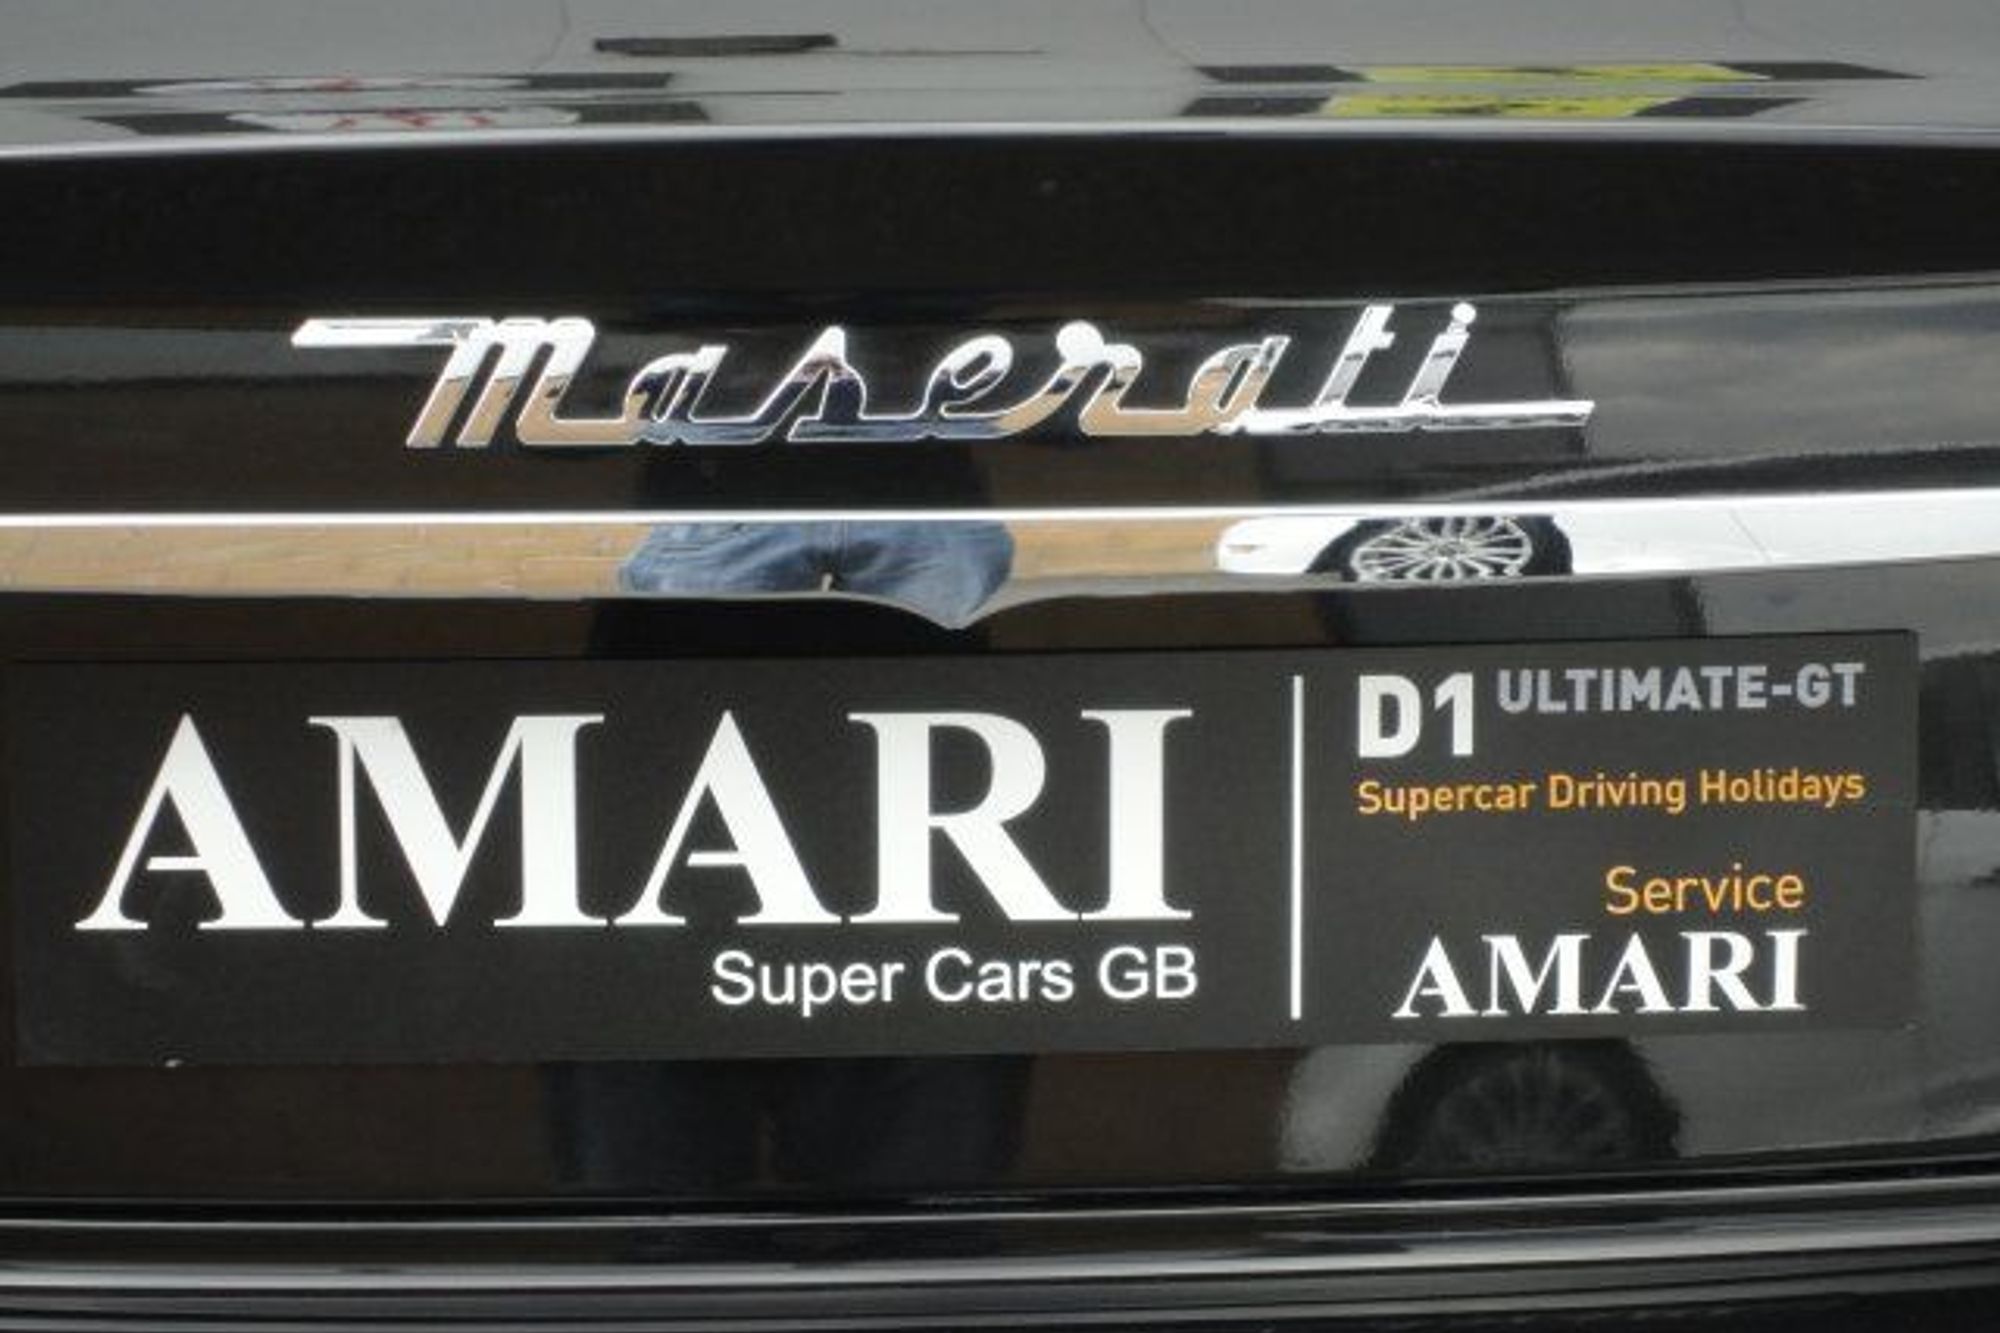 Maserati
AMARI
Super Cars GB
D1 ULTIMATE-GT
Supercar Driving Holidays
Service
AMARI